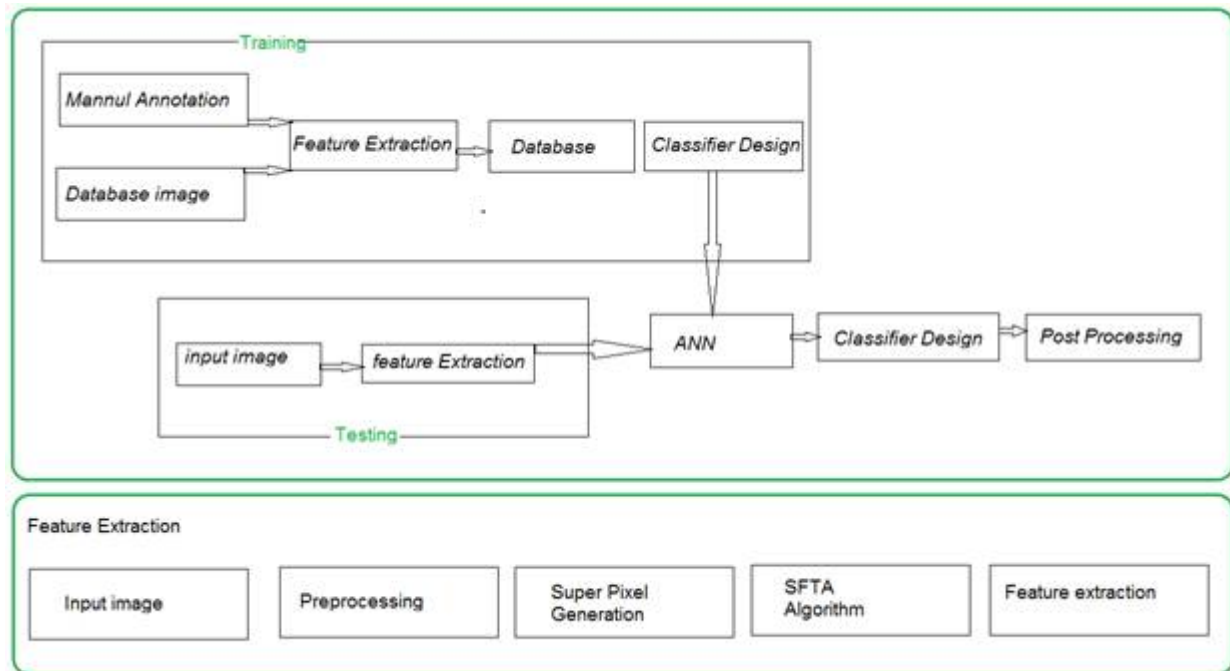 Training
Mannul Annotation
Feature Extraction
Database
Classifier Design
Database image
input image
feature Extraction
ANN
Classifier Design
Post Processing
Testing
Feature Extraction
Input image
Preprocessing
Super Pixel
Generation
SFTA
Algorithm
Feature extraction